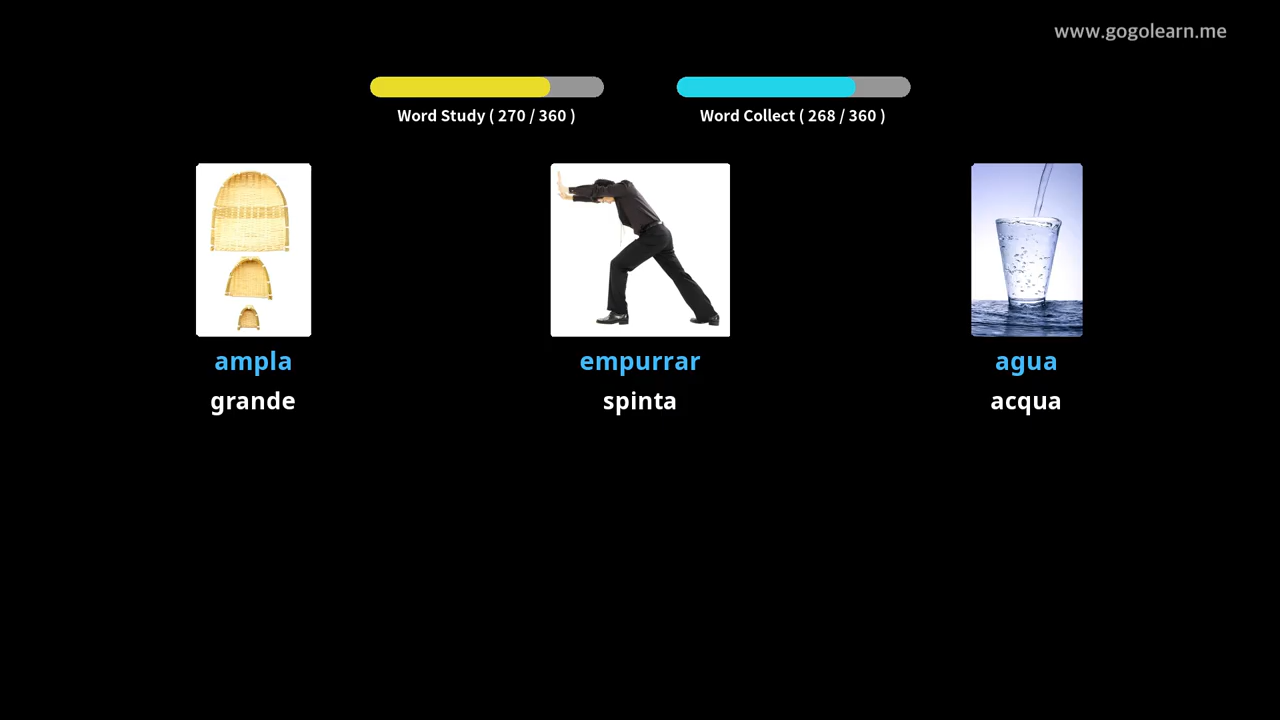 www.gogolearn.me
Word Study ( 270 / 360 )
Word Collect ( 268 / 360 )
ampla
empurrar
agua
grande
spinta
acqua